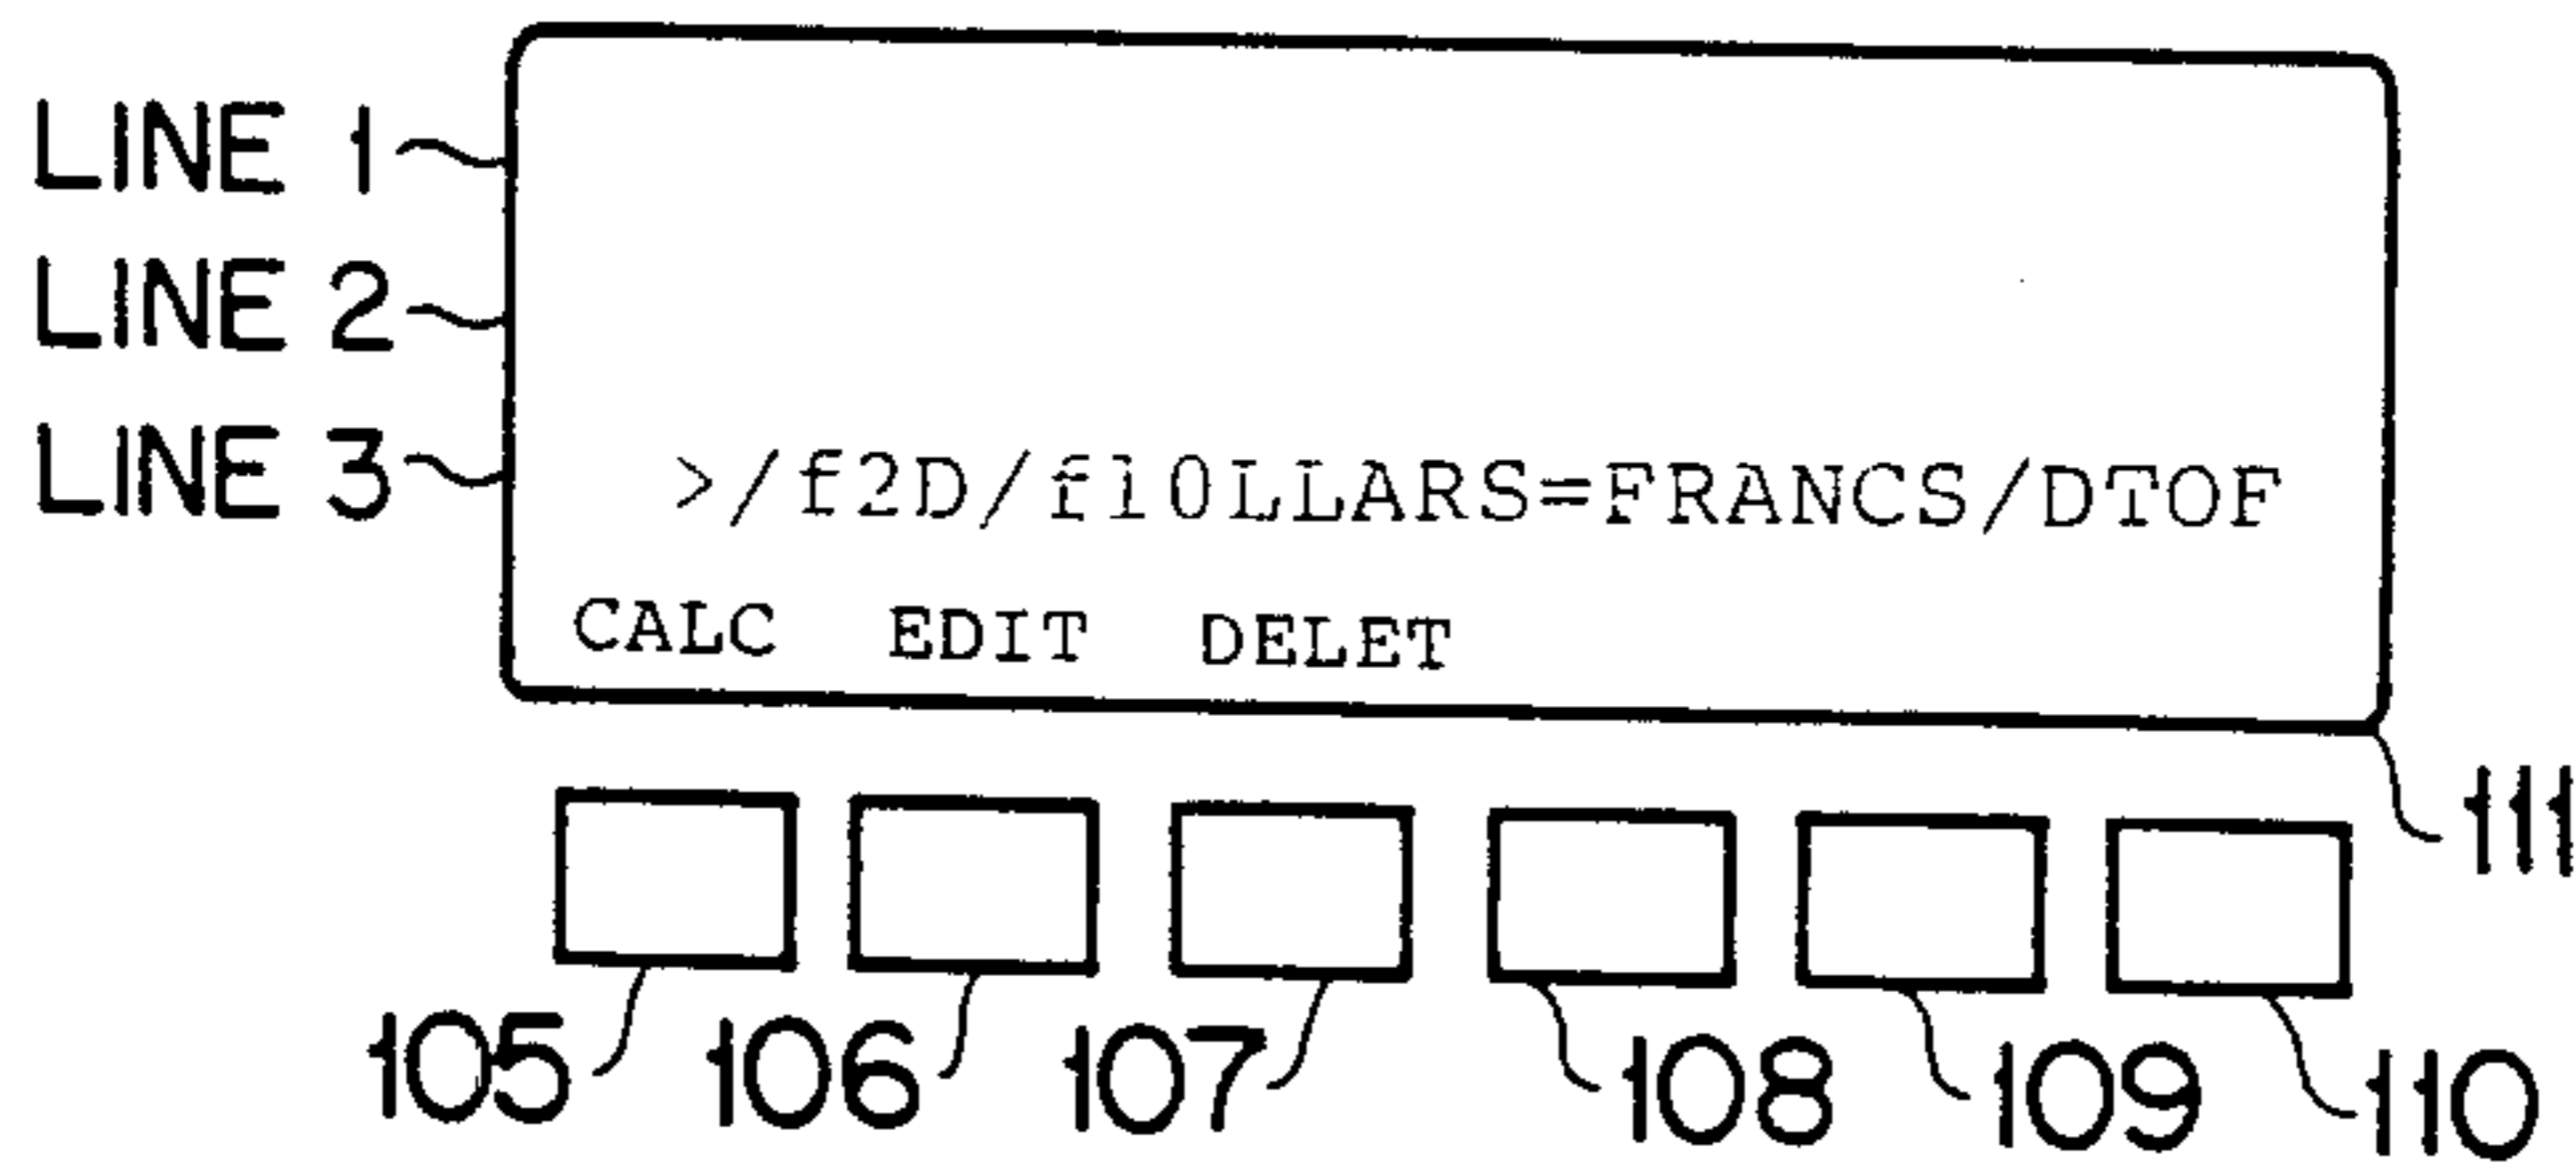 LINE 1
LINE 2
LINE 3 >/f2D/f10LLARS=FRANCS/DTOF
CALC EDIT DELET
111
105 106 107 108 109 110